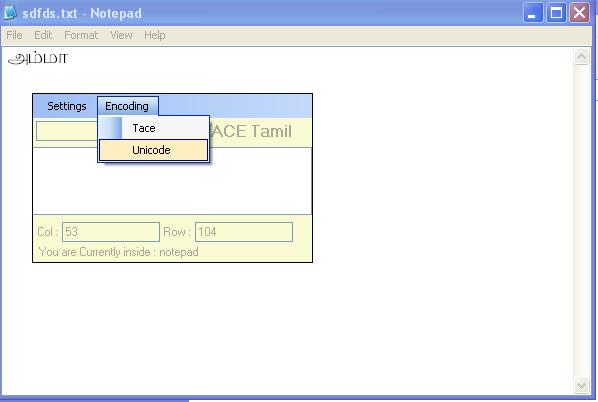 sdfds.txt - Notepad
File Edit Format View Help
அம்மா
Settings Encoding
Tace
ACE Tamil
Unicode
Col : 53 Row : 104
You are Currently inside : notepad